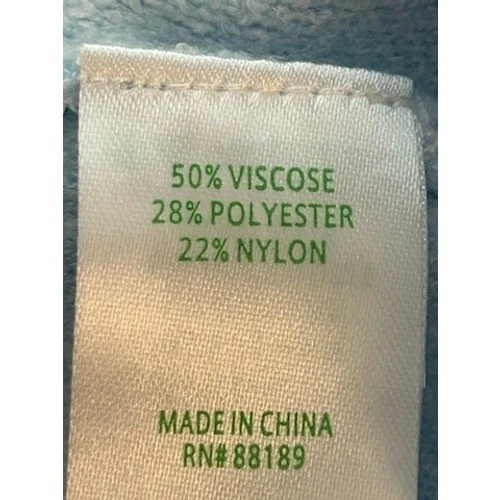 50% VISCOSE
28% POLYESTER
22% NYLON
MADE IN CHINA
RN# 88189